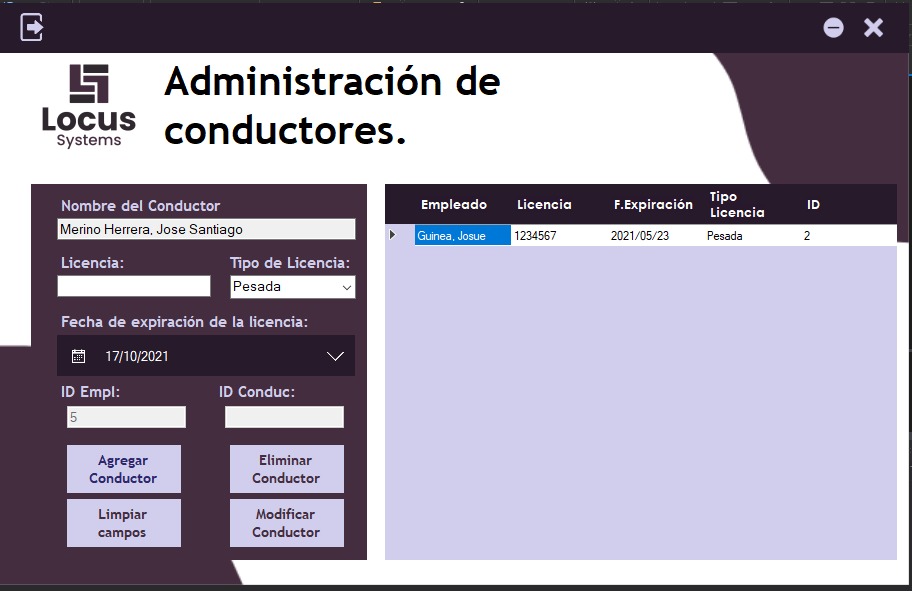 Locus
Systems
Administración de
conductores.
Nombre del Conductor
Merino Herrera, Jose Santiago
Licencia:
Tipo de Licencia:
Pesada
Fecha de expiración de la licencia:
17/10/2021
ID Empl:
ID Conduc:
5
Agregar
Conductor
Eliminar
Conductor
Limpiar
campos
Modificar
Conductor
Empleado Licencia F.Expiración Tipo Licencia ID
Guinea, Josue 1234567 2021/05/23 Pesada 2